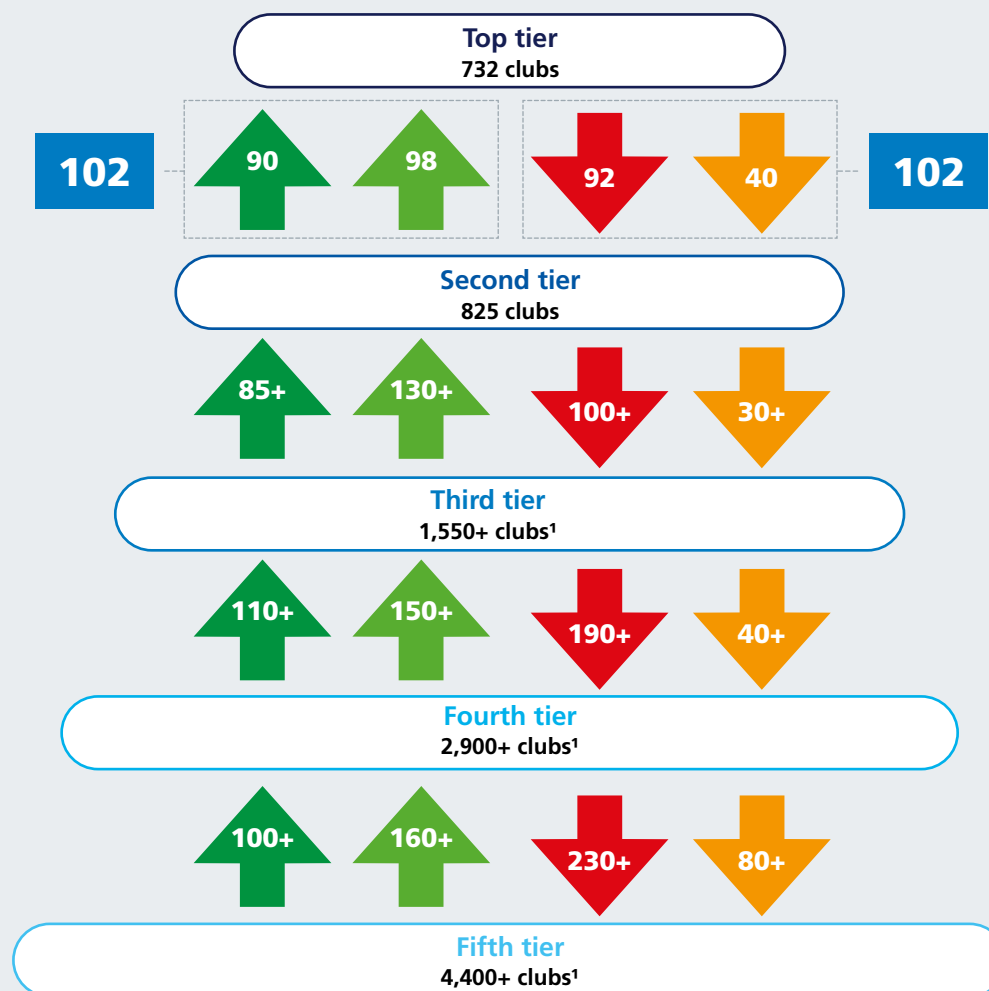 Top tier
732 clubs
102
90
98
92
40
102
Second tier
825 clubs
85+
130+
100+
30+
Third tier
1,550+ clubs¹
110+
150+
190+
40+
Fourth tier
2,900+ clubs¹
100+
160+
230+
80+
Fifth tier
4,400+ clubs¹